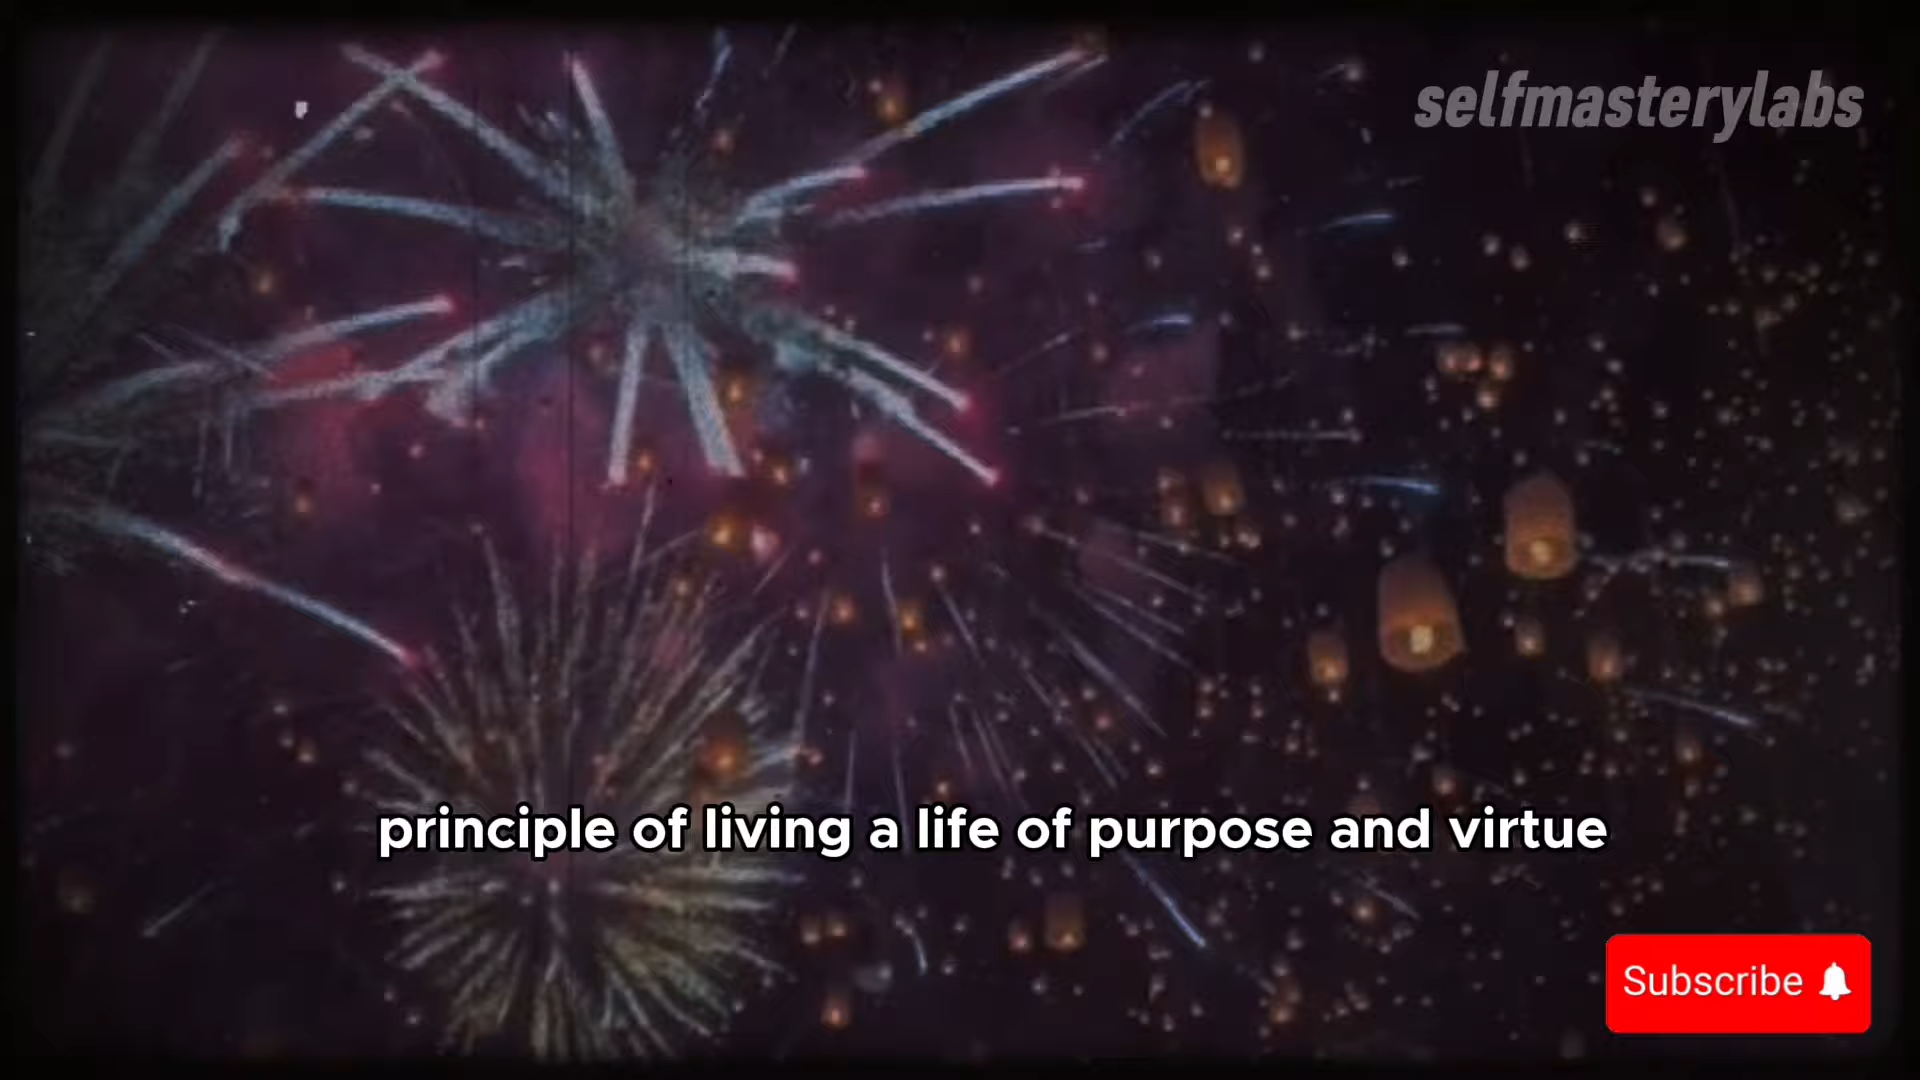 selfmasterylabs
principle of living a life of purpose and virtue
Subscribe